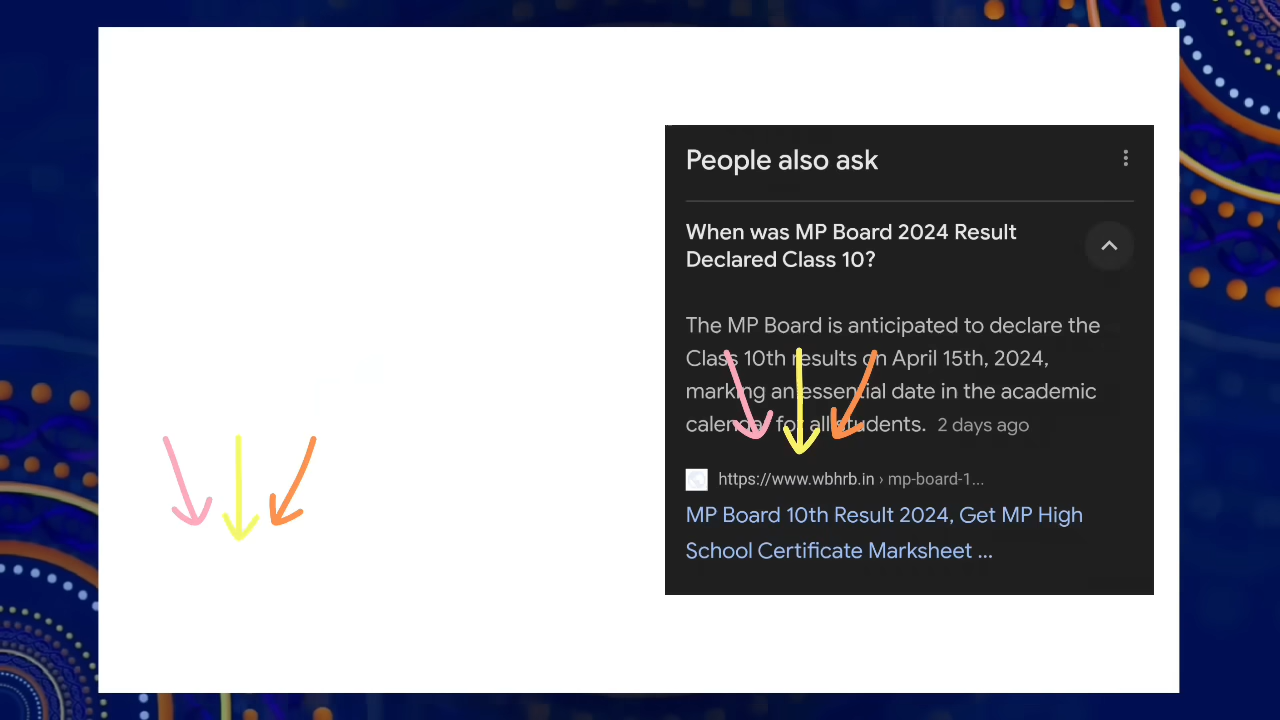 People also ask
When was MP Board 2024 Result
Declared Class 10?
The MP Board is anticipated to declare the
Class 10th results on April 15th, 2024,
marking an essential date in the academic
calendar for all students. 2 days ago
https://www.wbhrb.in › mp-board-1...
MP Board 10th Result 2024, Get MP High
School Certificate Marksheet ...